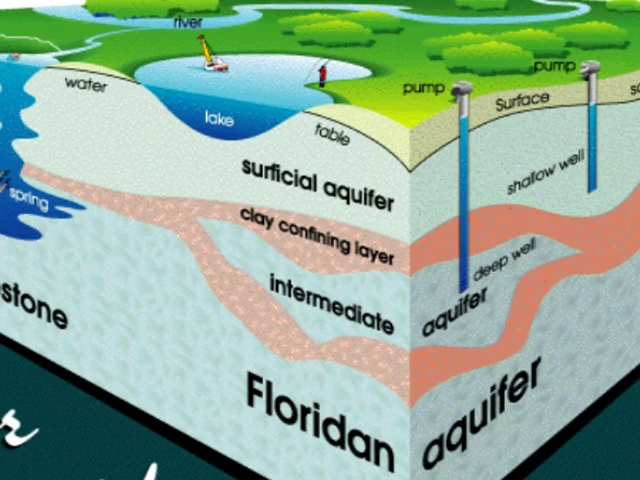 river
pump
pump
water
Surface
lake
table
surficial aquifer
shallow well
spring
clay confining layer
deep well
intermediate
aquifer
stone
Floridan
aquifer